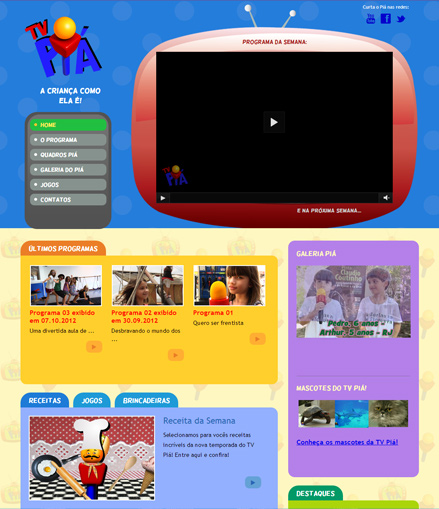 Curta o Piá nas redes:
TV PIÁ
A CRIANÇA COMO
ELA É!
PROGRAMA DA SEMANA:
HOME
O PROGRAMA
QUADROS PIÁ
GALERIA DO PIÁ
JOGOS
CONTATOS
E NA PRÓXIMA SEMANA...
ÚLTIMOS PROGRAMAS
Programa 03 exibido
em 07.10.2012
Uma divertida aula de ...
Programa 02 exibido
em 30.09.2012
Desbravando o mundo dos
...
Programa 01
Quero ser frentista
GALERIA PIÁ
Claudio
Coutinho
Pedro 6 anos -
Arthur 5 anos - RJ
MASCOTES DO TV PIÁ!
Conheça os mascotes da TV Piá!
RECEITAS
JOGOS
BRINCADEIRAS
Receita da Semana
Selecionamos para vocês receitas
incríveis da nova temporada do TV
Piá! Entre aqui e confira!
DESTAQUES